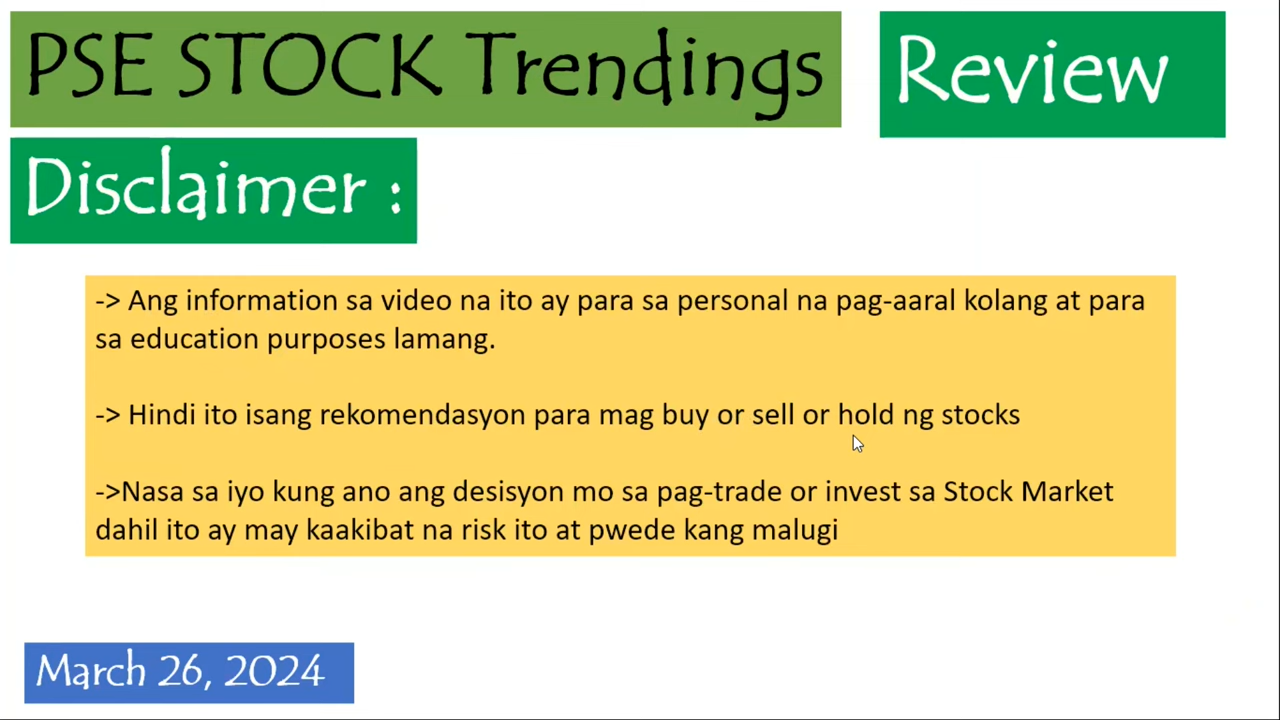 PSE STOCK Trendings
Review
Disclaimer :
-> Ang information sa video na ito ay para sa personal na pag-aaral kolang at para
sa education purposes lamang.
-> Hindi ito isang rekomendasyon para mag buy or sell or hold ng stocks
->Nasa sa iyo kung ano ang desisyon mo sa pag-trade or invest sa Stock Market
dahil ito ay may kaakibat na risk ito at pwede kang malugi
March 26, 2024